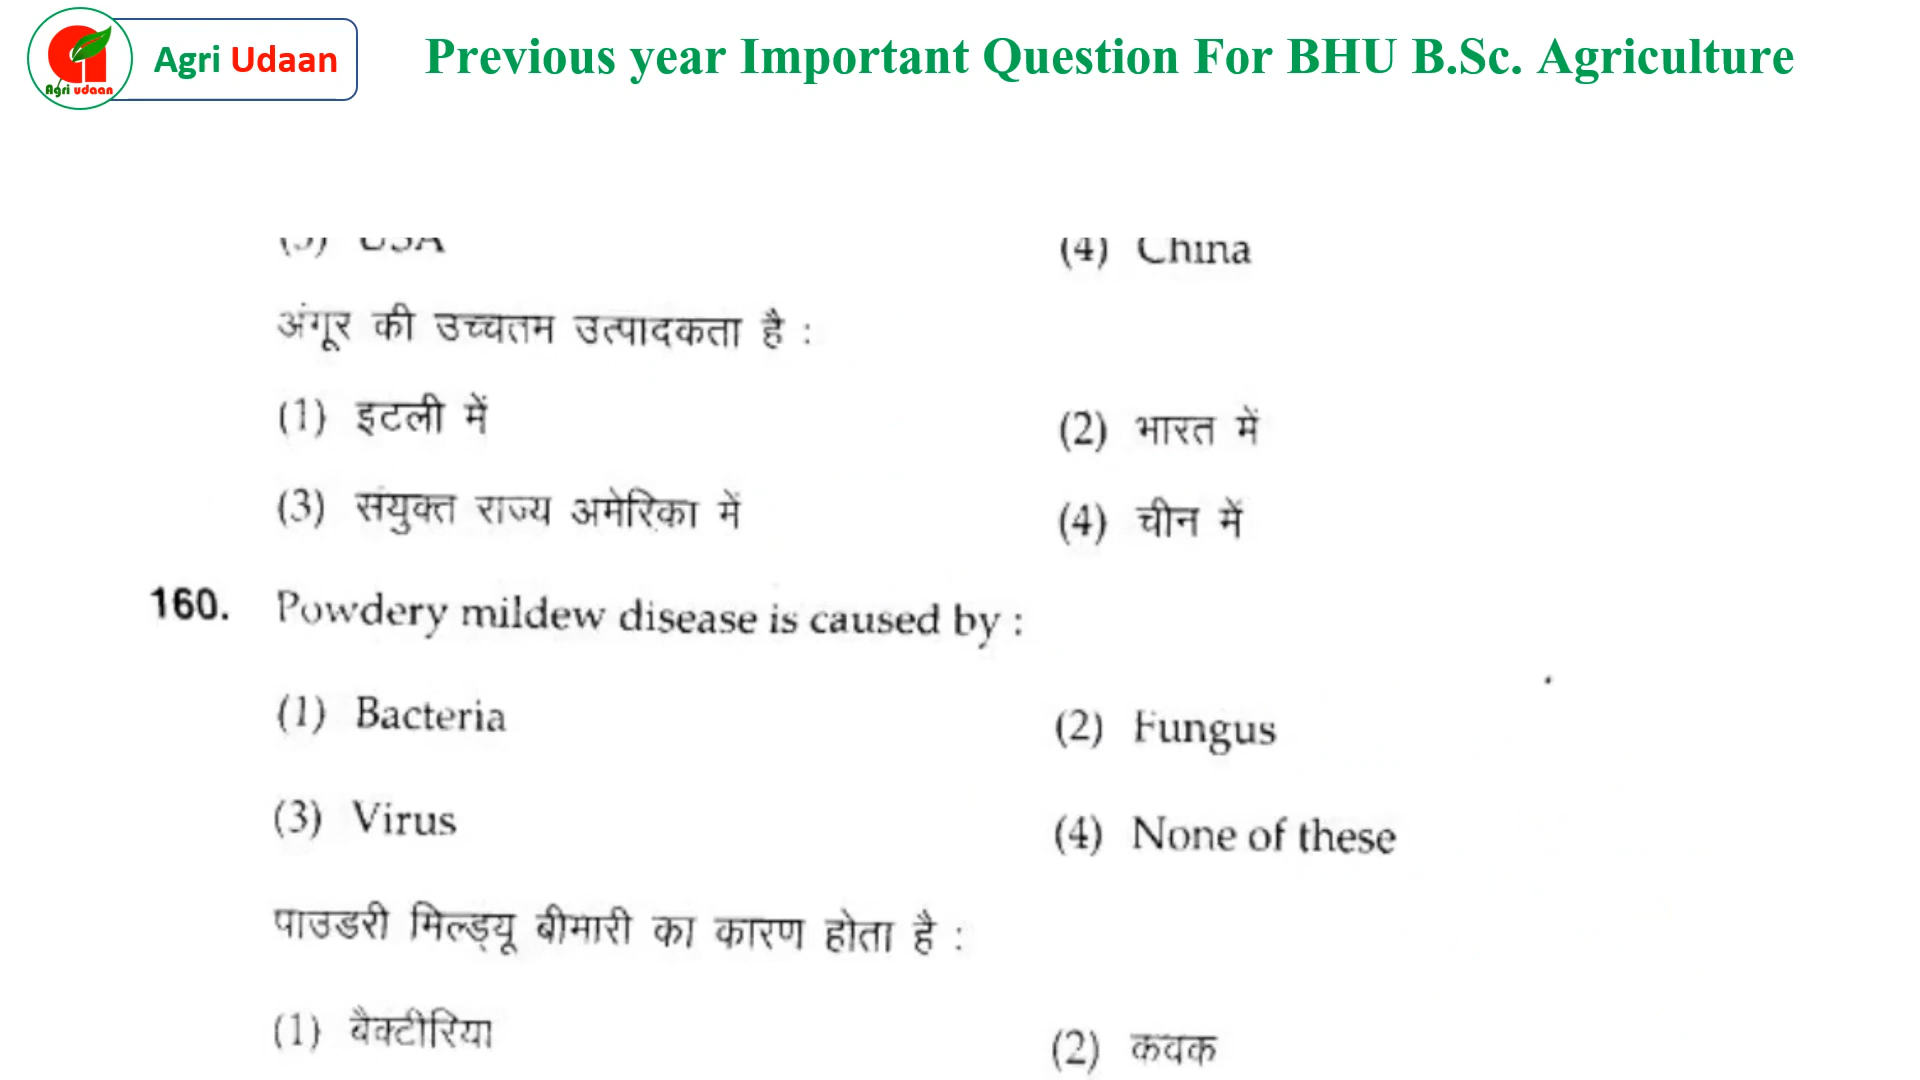 Agri Udaan
Agri udaan
Previous year Important Question For BHU B.Sc. Agriculture
(3) USA (4) China
अंगूर की उच्चतम उत्पादकता है :
(1) इटली में (2) भारत में
(3) संयुक्त राज्य अमेरिका में (4) चीन में
160. Powdery mildew disease is caused by :
(1) Bacteria (2) Fungus
(3) Virus (4) None of these
पाउडरी मिल्ड्यू बीमारी का कारण होता है :
(1) बैक्टीरिया (2) कवक